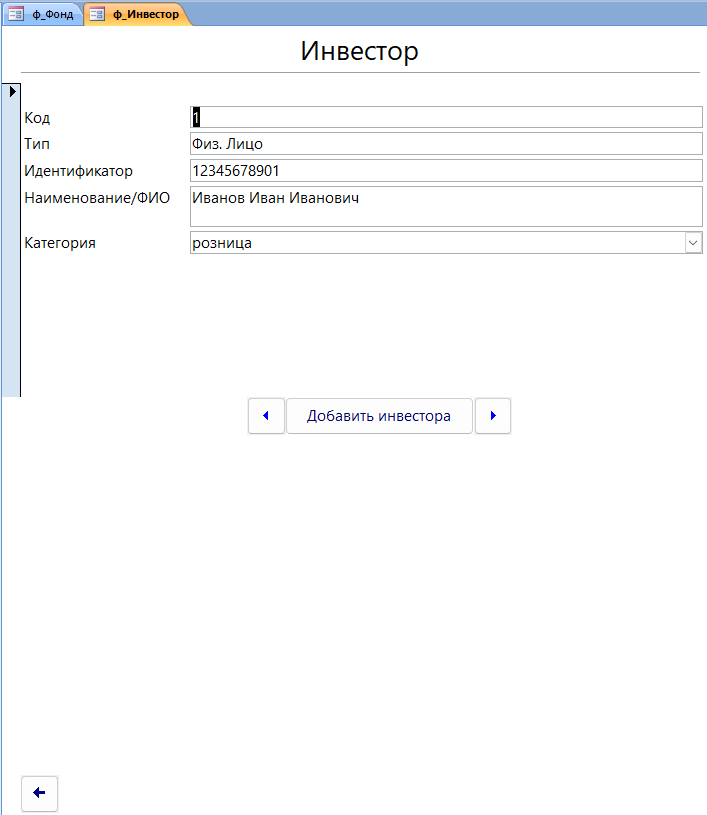 ф_Фонд ф_Инвестор
Инвестор
Код 1
Тип Физ. Лицо
Идентификатор 12345678901
Наименование/ФИО Иванов Иван Иванович
Категория розница
Добавить инвестора